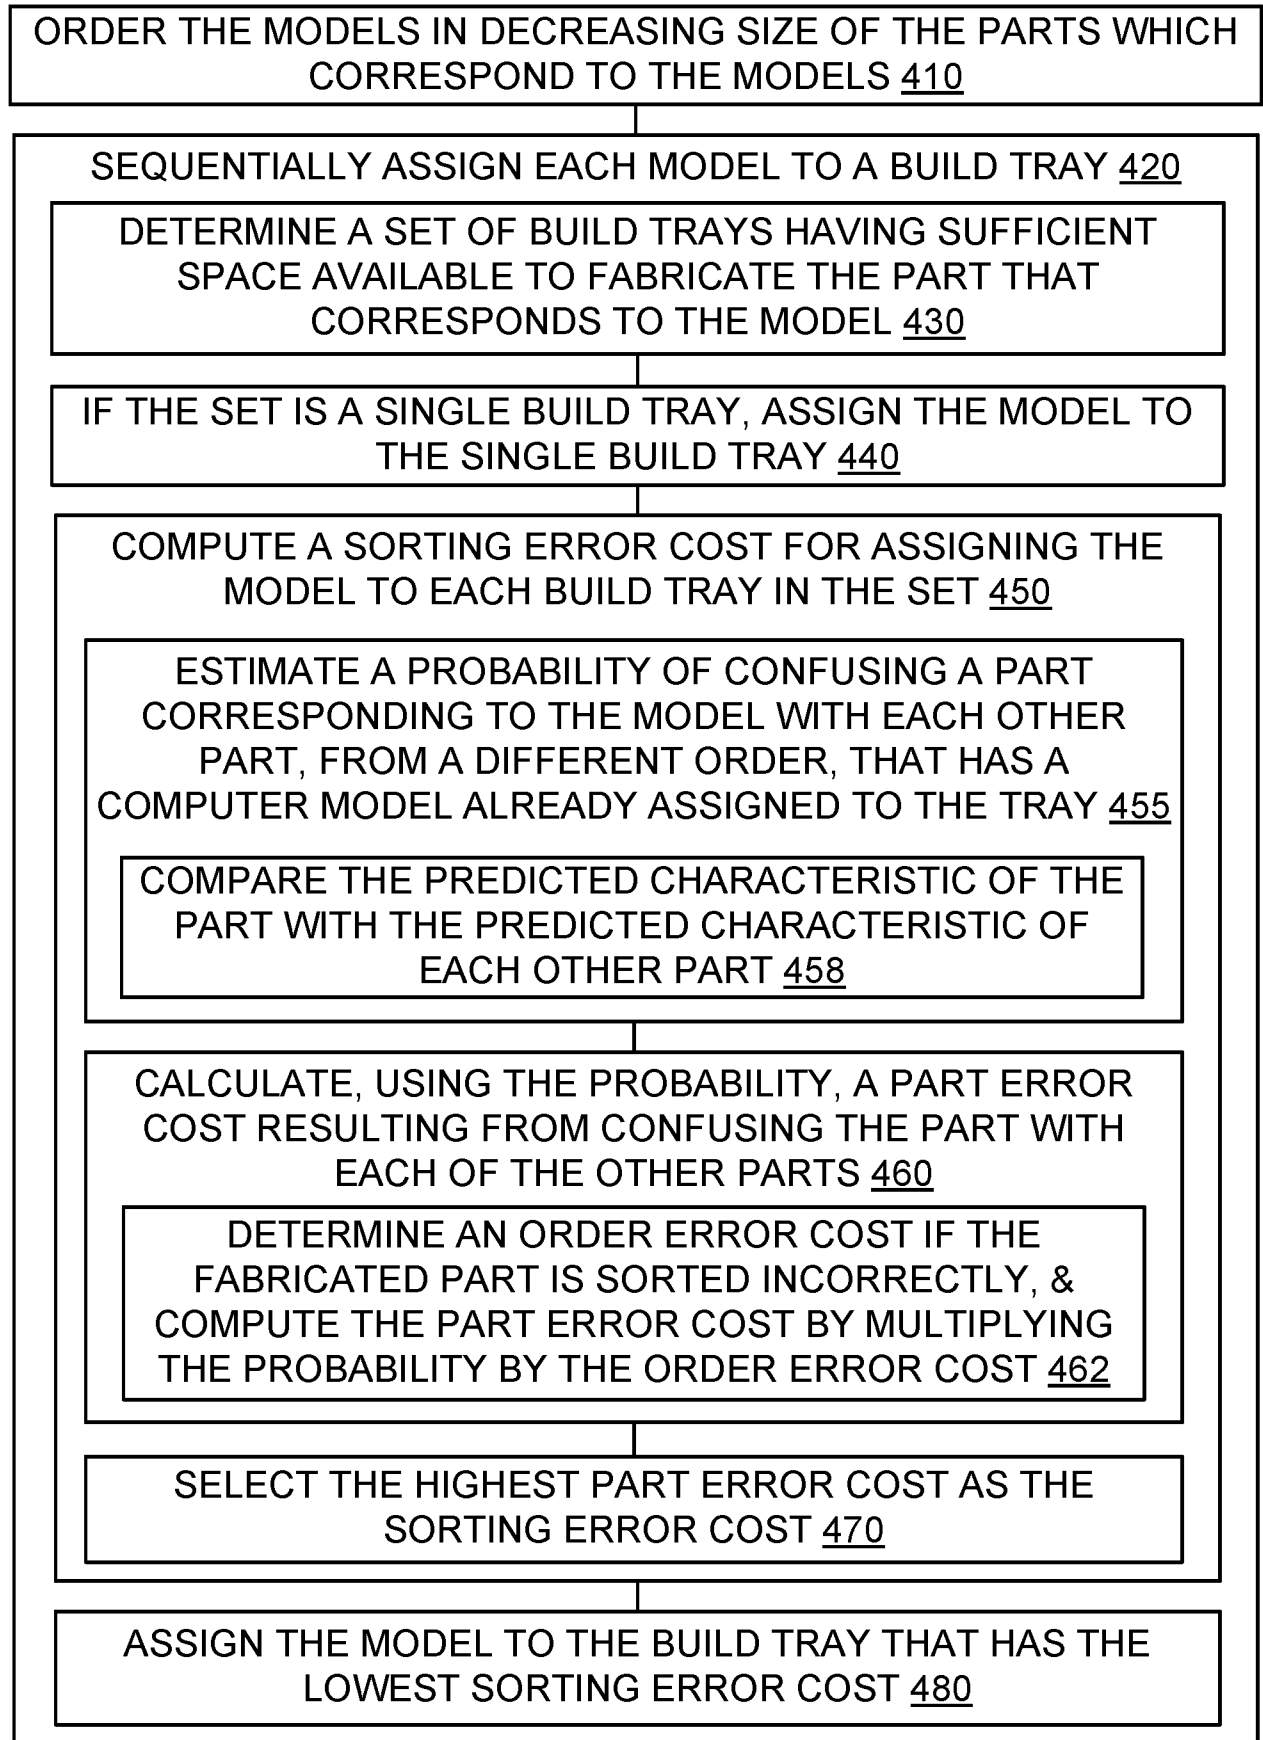 ORDER THE MODELS IN DECREASING SIZE OF THE PARTS WHICH
CORRESPOND TO THE MODELS 410
SEQUENTIALLY ASSIGN EACH MODEL TO A BUILD TRAY 420
DETERMINE A SET OF BUILD TRAYS HAVING SUFFICIENT
SPACE AVAILABLE TO FABRICATE THE PART THAT
CORRESPONDS TO THE MODEL 430
IF THE SET IS A SINGLE BUILD TRAY, ASSIGN THE MODEL TO
THE SINGLE BUILD TRAY 440
COMPUTE A SORTING ERROR COST FOR ASSIGNING THE
MODEL TO EACH BUILD TRAY IN THE SET 450
ESTIMATE A PROBABILITY OF CONFUSING A PART
CORRESPONDING TO THE MODEL WITH EACH OTHER
PART, FROM A DIFFERENT ORDER, THAT HAS A
COMPUTER MODEL ALREADY ASSIGNED TO THE TRAY 455
COMPARE THE PREDICTED CHARACTERISTIC OF THE
PART WITH THE PREDICTED CHARACTERISTIC OF
EACH OTHER PART 458
CALCULATE, USING THE PROBABILITY, A PART ERROR
COST RESULTING FROM CONFUSING THE PART WITH
EACH OF THE OTHER PARTS 460
DETERMINE AN ORDER ERROR COST IF THE
FABRICATED PART IS SORTED INCORRECTLY, &
COMPUTE THE PART ERROR COST BY MULTIPLYING
THE PROBABILITY BY THE ORDER ERROR COST 462
SELECT THE HIGHEST PART ERROR COST AS THE
SORTING ERROR COST 470
ASSIGN THE MODEL TO THE BUILD TRAY THAT HAS THE
LOWEST SORTING ERROR COST 480